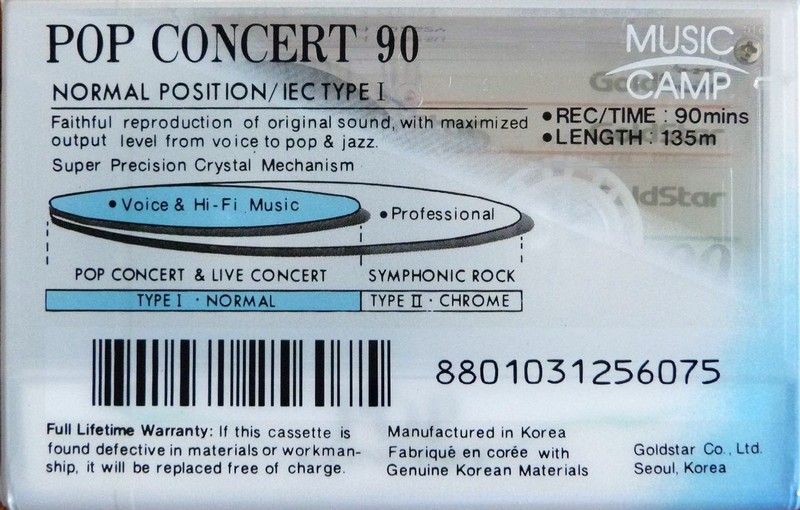 POP CONCERT 90
MUSIC
CAMP
NORMAL POSITION/IEC TYPE I
Faithful reproduction of original sound, with maximized
output level from voice to pop & jazz.
Super Precision Crystal Mechanism
• REC/TIME : 90mins
• LENGTH : 135m
GoldStar
• Voice & Hi-Fi Music
• Professional
POP CONCERT & LIVE CONCERT
SYMPHONIC ROCK
TYPE I · NORMAL
TYPE II · CHROME
8801031256075
Full Lifetime Warranty: If this cassette is
found defective in materials or workman-
ship, it will be replaced free of charge.
Manufactured in Korea
Fabriqué en corée with
Genuine Korean Materials
Goldstar Co., Ltd.
Seoul, Korea